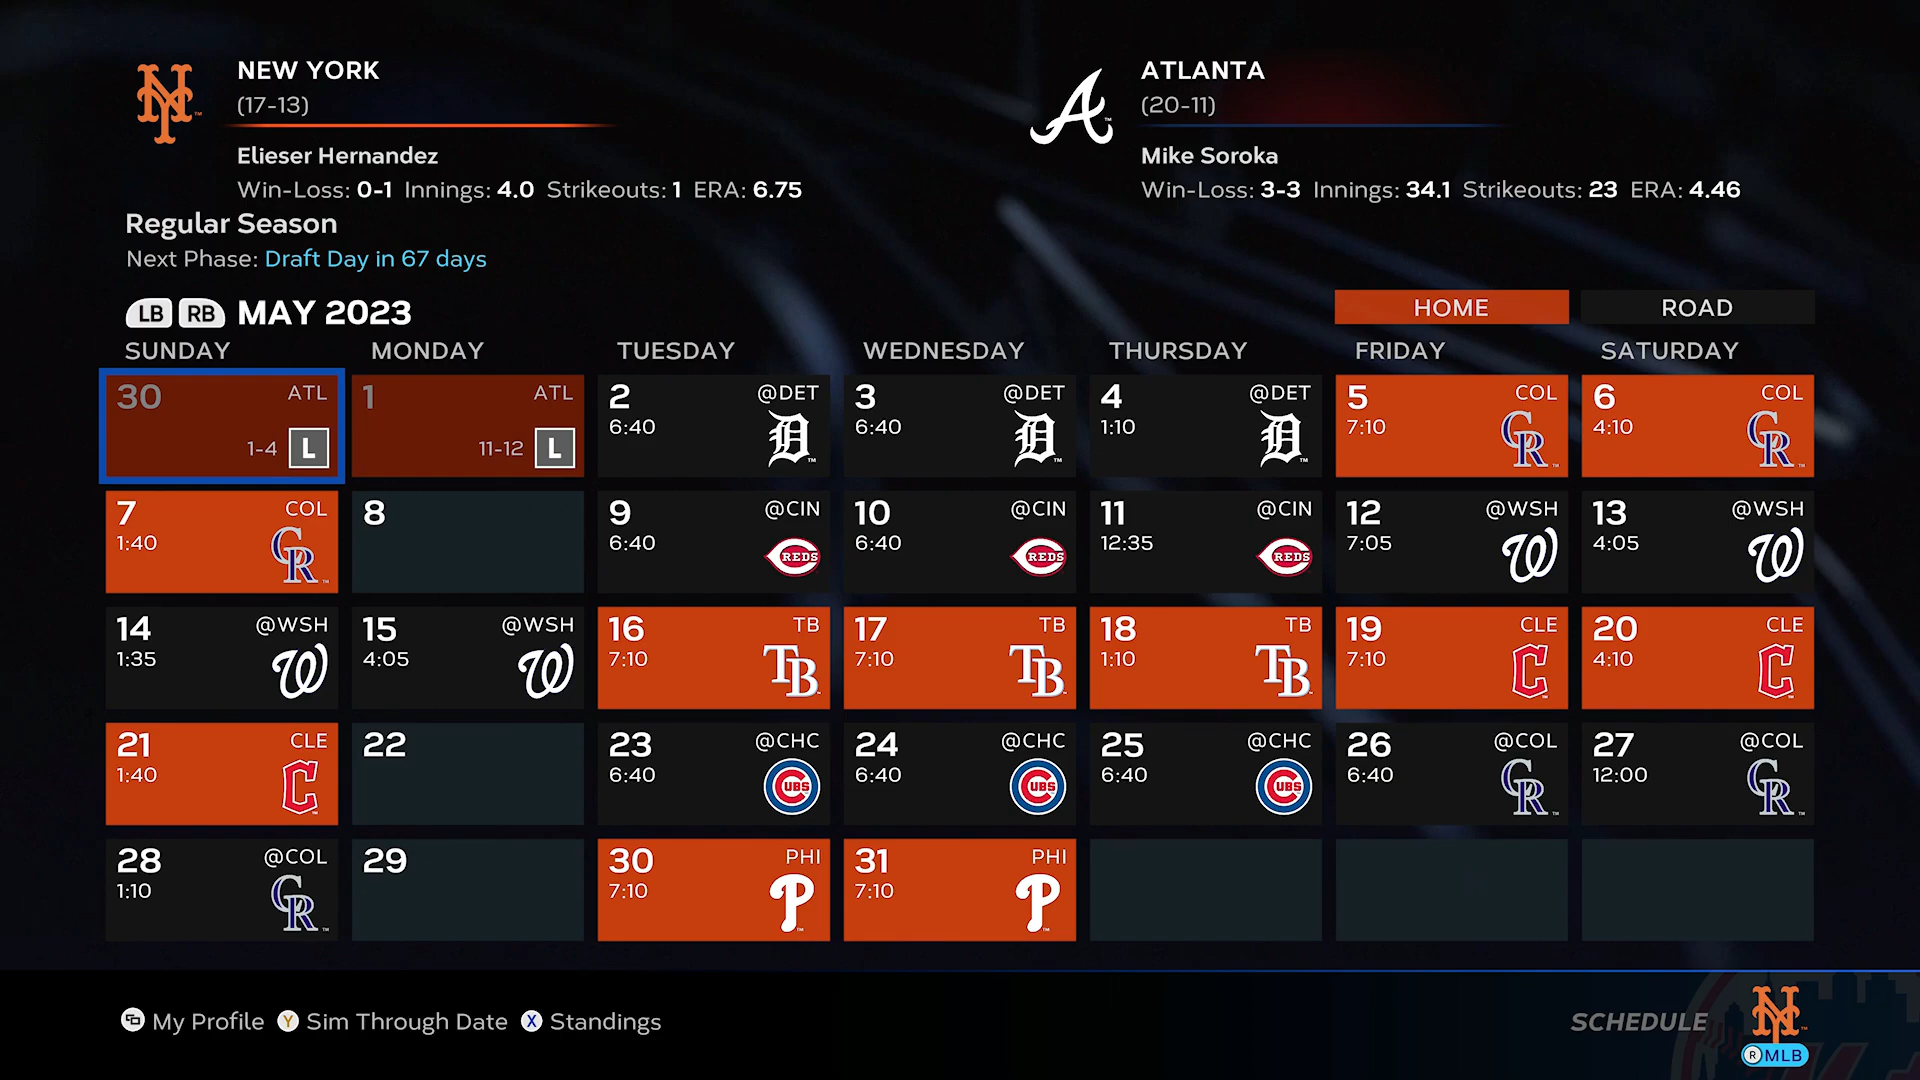 NEW YORK
(17-13)
Elieser Hernandez
Win-Loss: 0-1 Innings: 4.0 Strikeouts: 1 ERA: 6.75
ATLANTA
(20-11)
Mike Soroka
Win-Loss: 3-3 Innings: 34.1 Strikeouts: 23 ERA: 4.46
Regular Season
Next Phase: Draft Day in 67 days
LB RB MAY 2023
HOME ROAD
SUNDAY MONDAY TUESDAY WEDNESDAY THURSDAY FRIDAY SATURDAY
30 ATL 1 ATL 2 @DET 3 @DET 4 @DET 5 COL 6 COL
1-4 L 11-12 L 6:40 6:40 1:10 7:10 4:10
7 COL 8 9 @CIN 10 @CIN 11 @CIN 12 @WSH 13 @WSH
1:40 6:40 6:40 12:35 7:05 4:05
REDS REDS REDS
14 @WSH 15 @WSH 16 TB 17 TB 18 TB 19 CLE 20 CLE
1:35 4:05 7:10 7:10 1:10 7:10 4:10
TB TB TB
21 CLE 22 23 @CHC 24 @CHC 25 @CHC 26 @COL 27 @COL
1:40 6:40 6:40 6:40 6:40 12:00
CUBS CUBS CUBS
28 @COL 29 30 PHI 31 PHI
1:10 7:10 7:10
My Profile Y Sim Through Date X Standings
SCHEDULE
R MLB